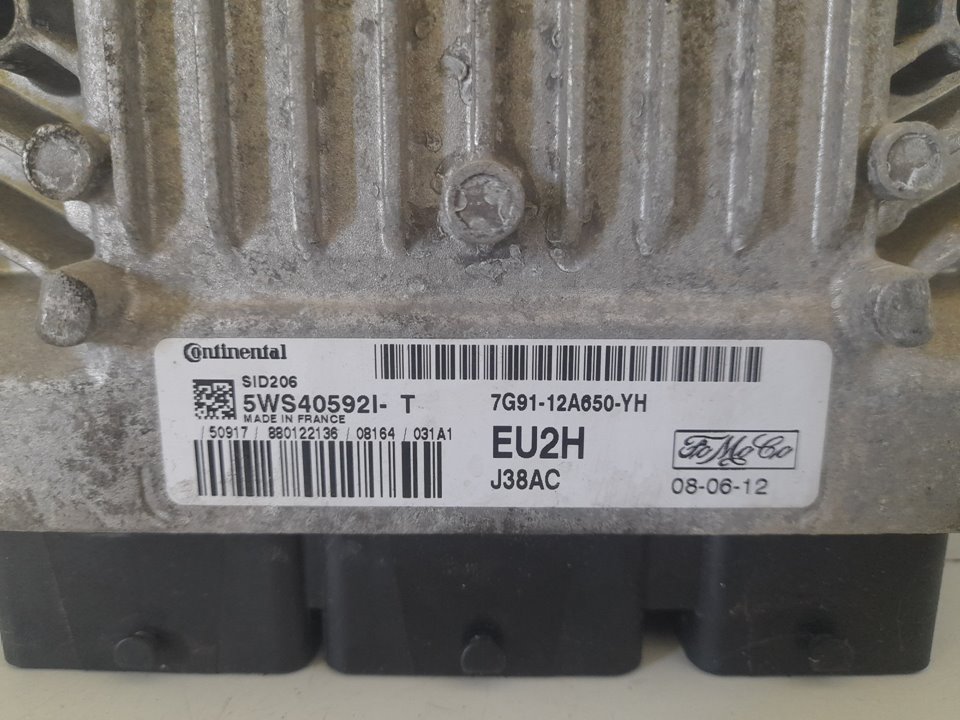 Continental
SID206
5WS40592I- T
MADE IN FRANCE
/ 50917 / 880122136 / 08164 / 031A1
7G91-12A650-YH
EU2H
J38AC
FoMoCo
08-06-12